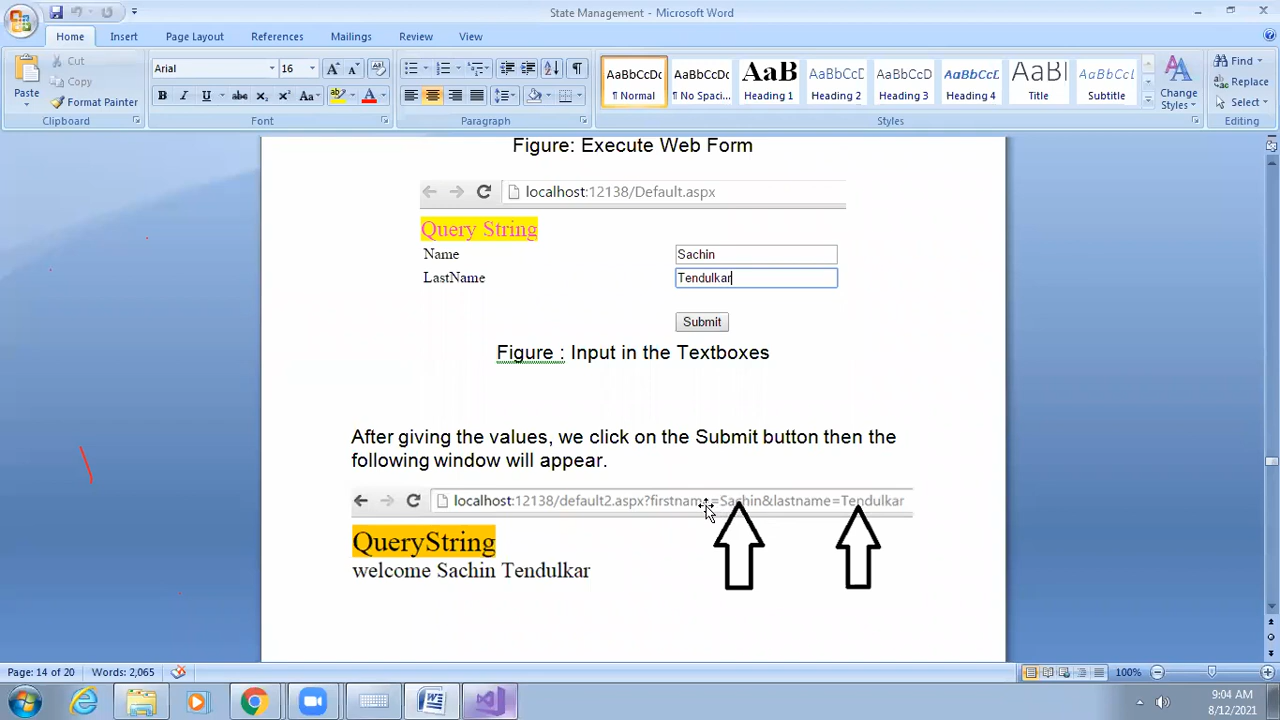 State Management - Microsoft Word
Home Insert Page Layout References Mailings Review View
Paste
Cut
Copy
Format Painter
Clipboard
Arial 16
Font
Paragraph
AaBbCcDc AaBbCcDc AaB AaBbCc AaBbCcD AaBbCcL AaB AaBbCc
¶ Normal ¶ No Spaci... Heading 1 Heading 2 Heading 3 Heading 4 Title Subtitle
Change Styles
Styles
Find
Replace
Select
Editing
Figure: Execute Web Form
localhost:12138/Default.aspx
Query String
Name Sachin
LastName Tendulkar
Submit
Figure : Input in the Textboxes
After giving the values, we click on the Submit button then the
following window will appear.
localhost:12138/default2.aspx?firstname=Sachin&lastname=Tendulkar
QueryString
welcome Sachin Tendulkar
Page: 14 of 20 Words: 2,065 100%
9:04 AM
8/12/2021